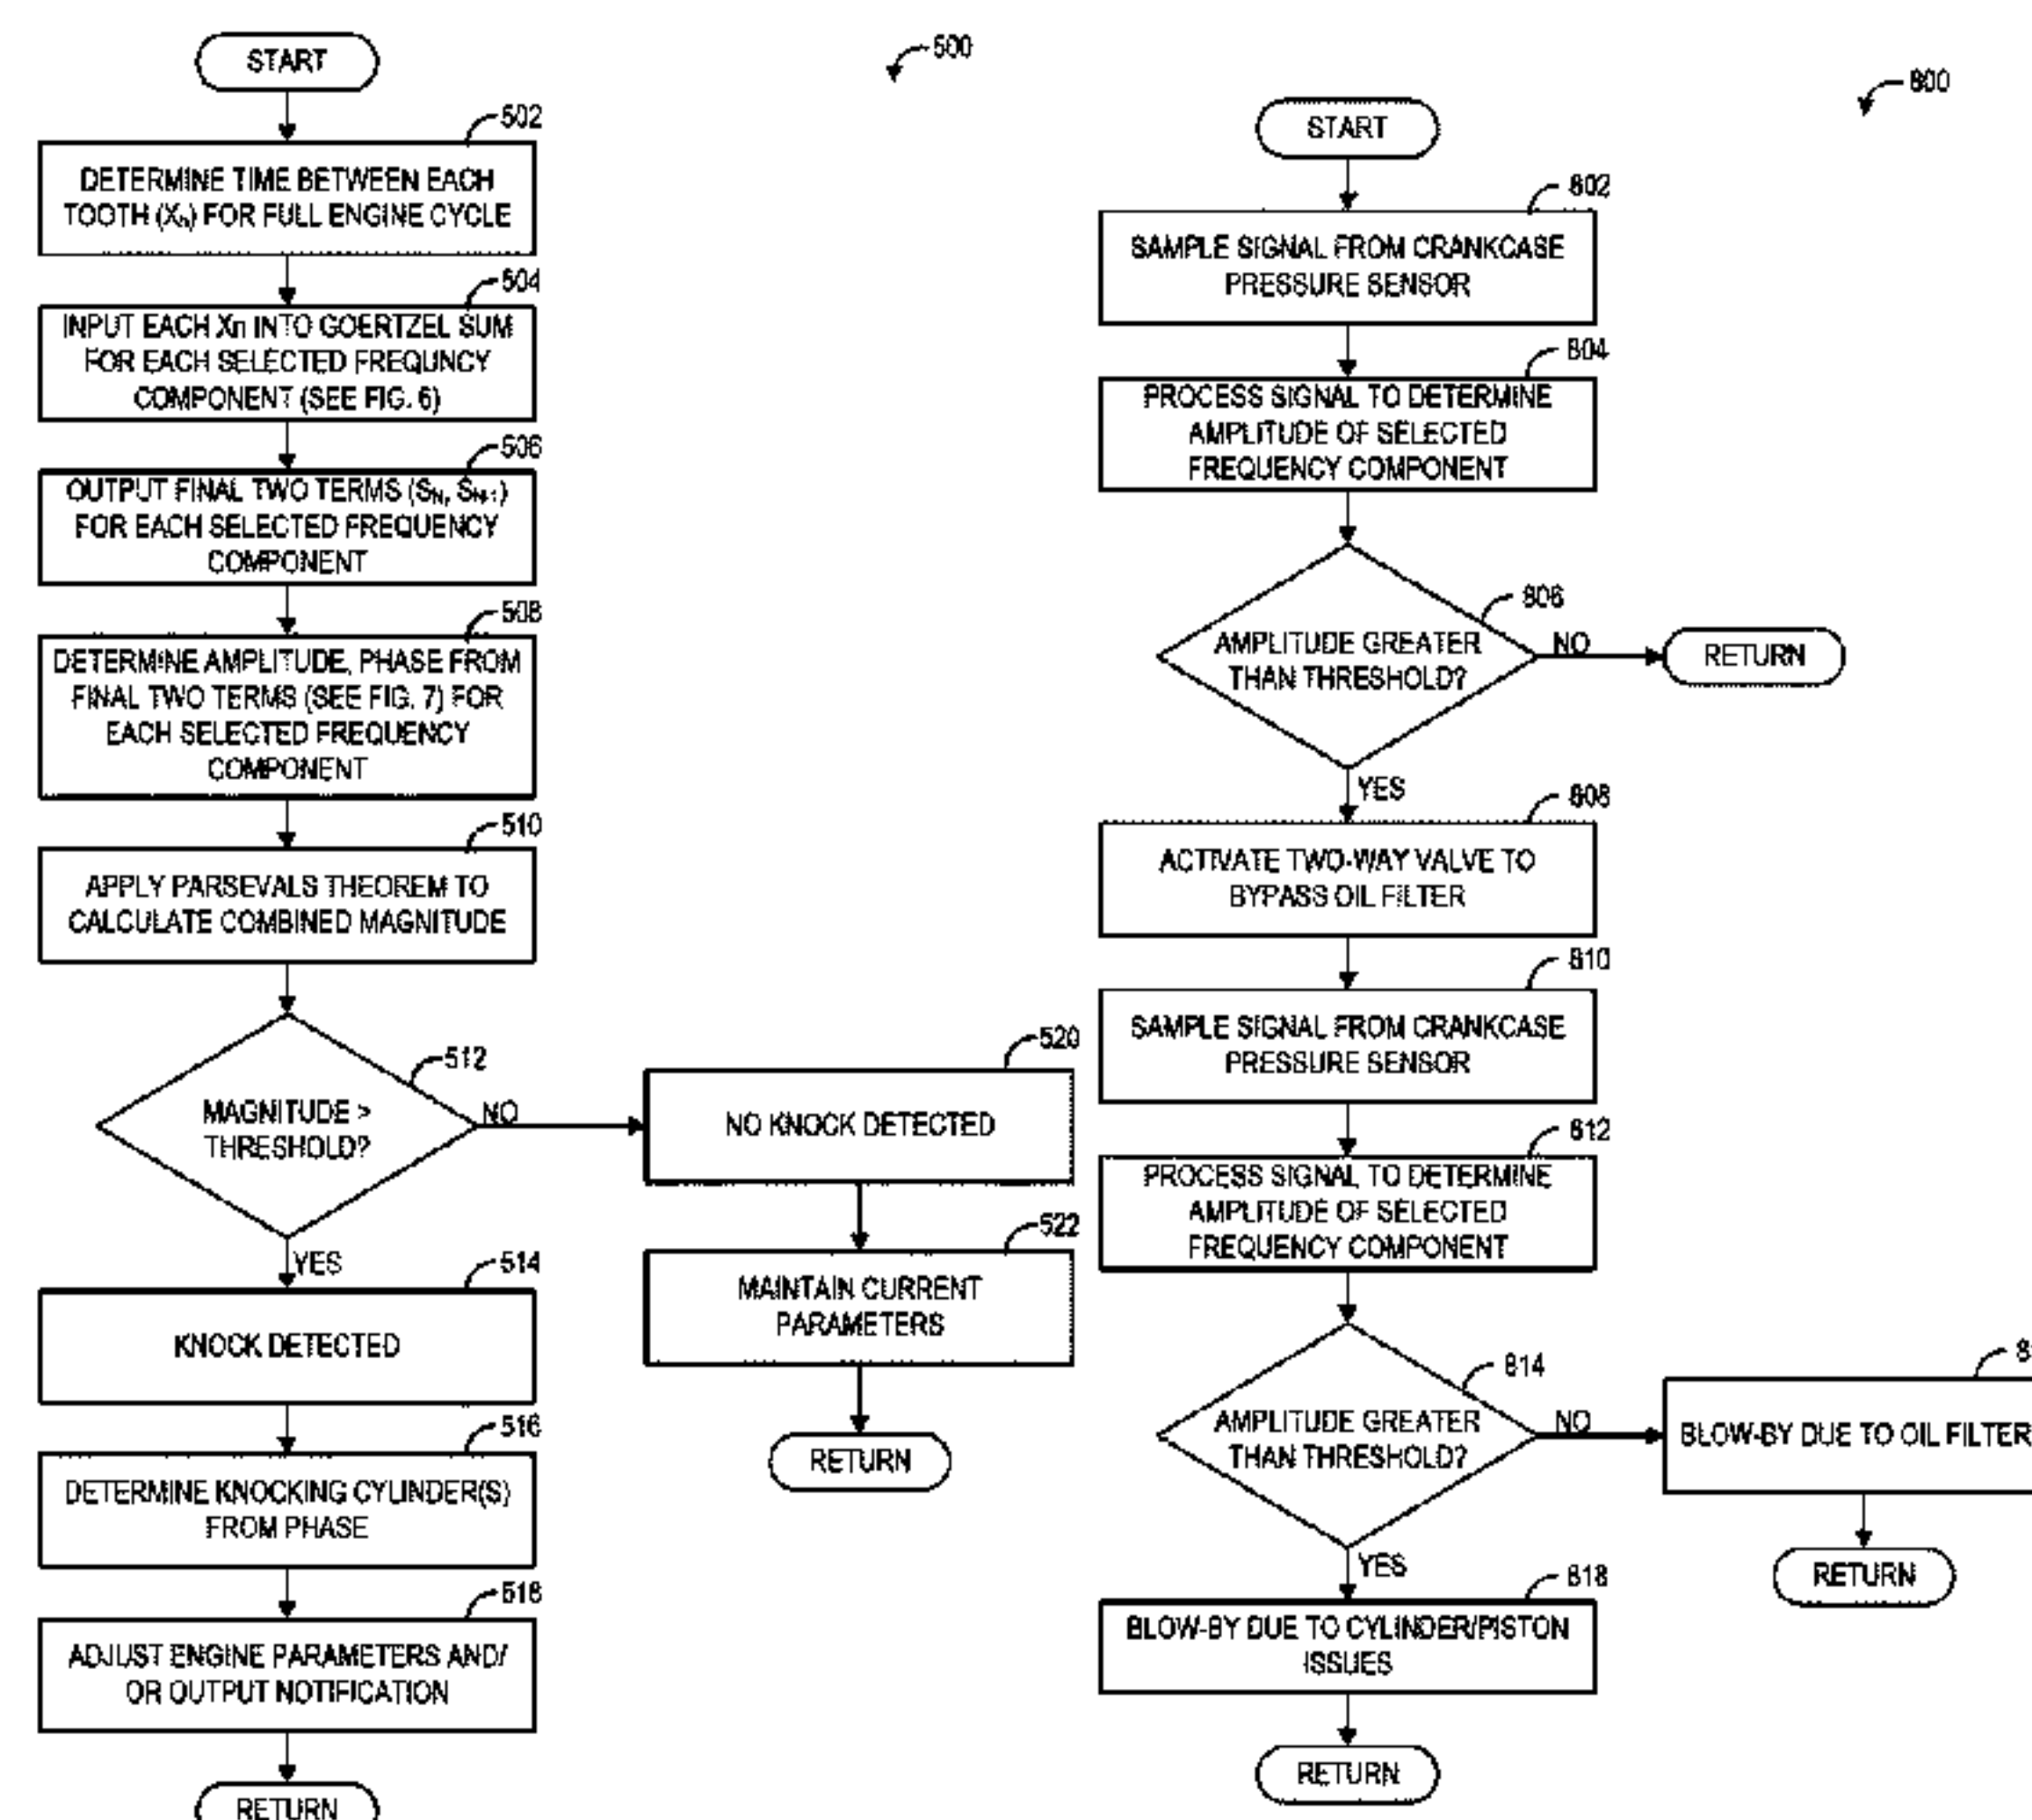 500
START
502
DETERMINE TIME BETWEEN EACH
TOOTH (Xn) FOR FULL ENGINE CYCLE
504
INPUT EACH Xn INTO GOERTZEL SUM
FOR EACH SELECTED FREQUNCY
COMPONENT (SEE FIG. 6)
506
OUTPUT FINAL TWO TERMS (SN, SN-1)
FOR EACH SELECTED FREQUENCY
COMPONENT
508
DETERMINE AMPLITUDE, PHASE FROM
FINAL TWO TERMS (SEE FIG. 7) FOR
EACH SELECTED FREQUENCY
COMPONENT
510
APPLY PARSEVALS THEOREM TO
CALCULATE COMBINED MAGNITUDE
512
MAGNITUDE >
THRESHOLD?
NO
520
NO KNOCK DETECTED
522
MAINTAIN CURRENT
PARAMETERS
RETURN
YES
514
KNOCK DETECTED
516
DETERMINE KNOCKING CYLINDER(S)
FROM PHASE
518
ADJUST ENGINE PARAMETERS AND/
OR OUTPUT NOTIFICATION
RETURN
800
START
802
SAMPLE SIGNAL FROM CRANKCASE
PRESSURE SENSOR
804
PROCESS SIGNAL TO DETERMINE
AMPLITUDE OF SELECTED
FREQUENCY COMPONENT
806
AMPLITUDE GREATER
THAN THRESHOLD?
NO
RETURN
YES
808
ACTIVATE TWO-WAY VALVE TO
BYPASS OIL FILTER
810
SAMPLE SIGNAL FROM CRANKCASE
PRESSURE SENSOR
812
PROCESS SIGNAL TO DETERMINE
AMPLITUDE OF SELECTED
FREQUENCY COMPONENT
814
AMPLITUDE GREATER
THAN THRESHOLD?
NO
BLOW-BY DUE TO OIL FILTER
RETURN
YES
818
BLOW-BY DUE TO CYLINDER/PISTON
ISSUES
RETURN